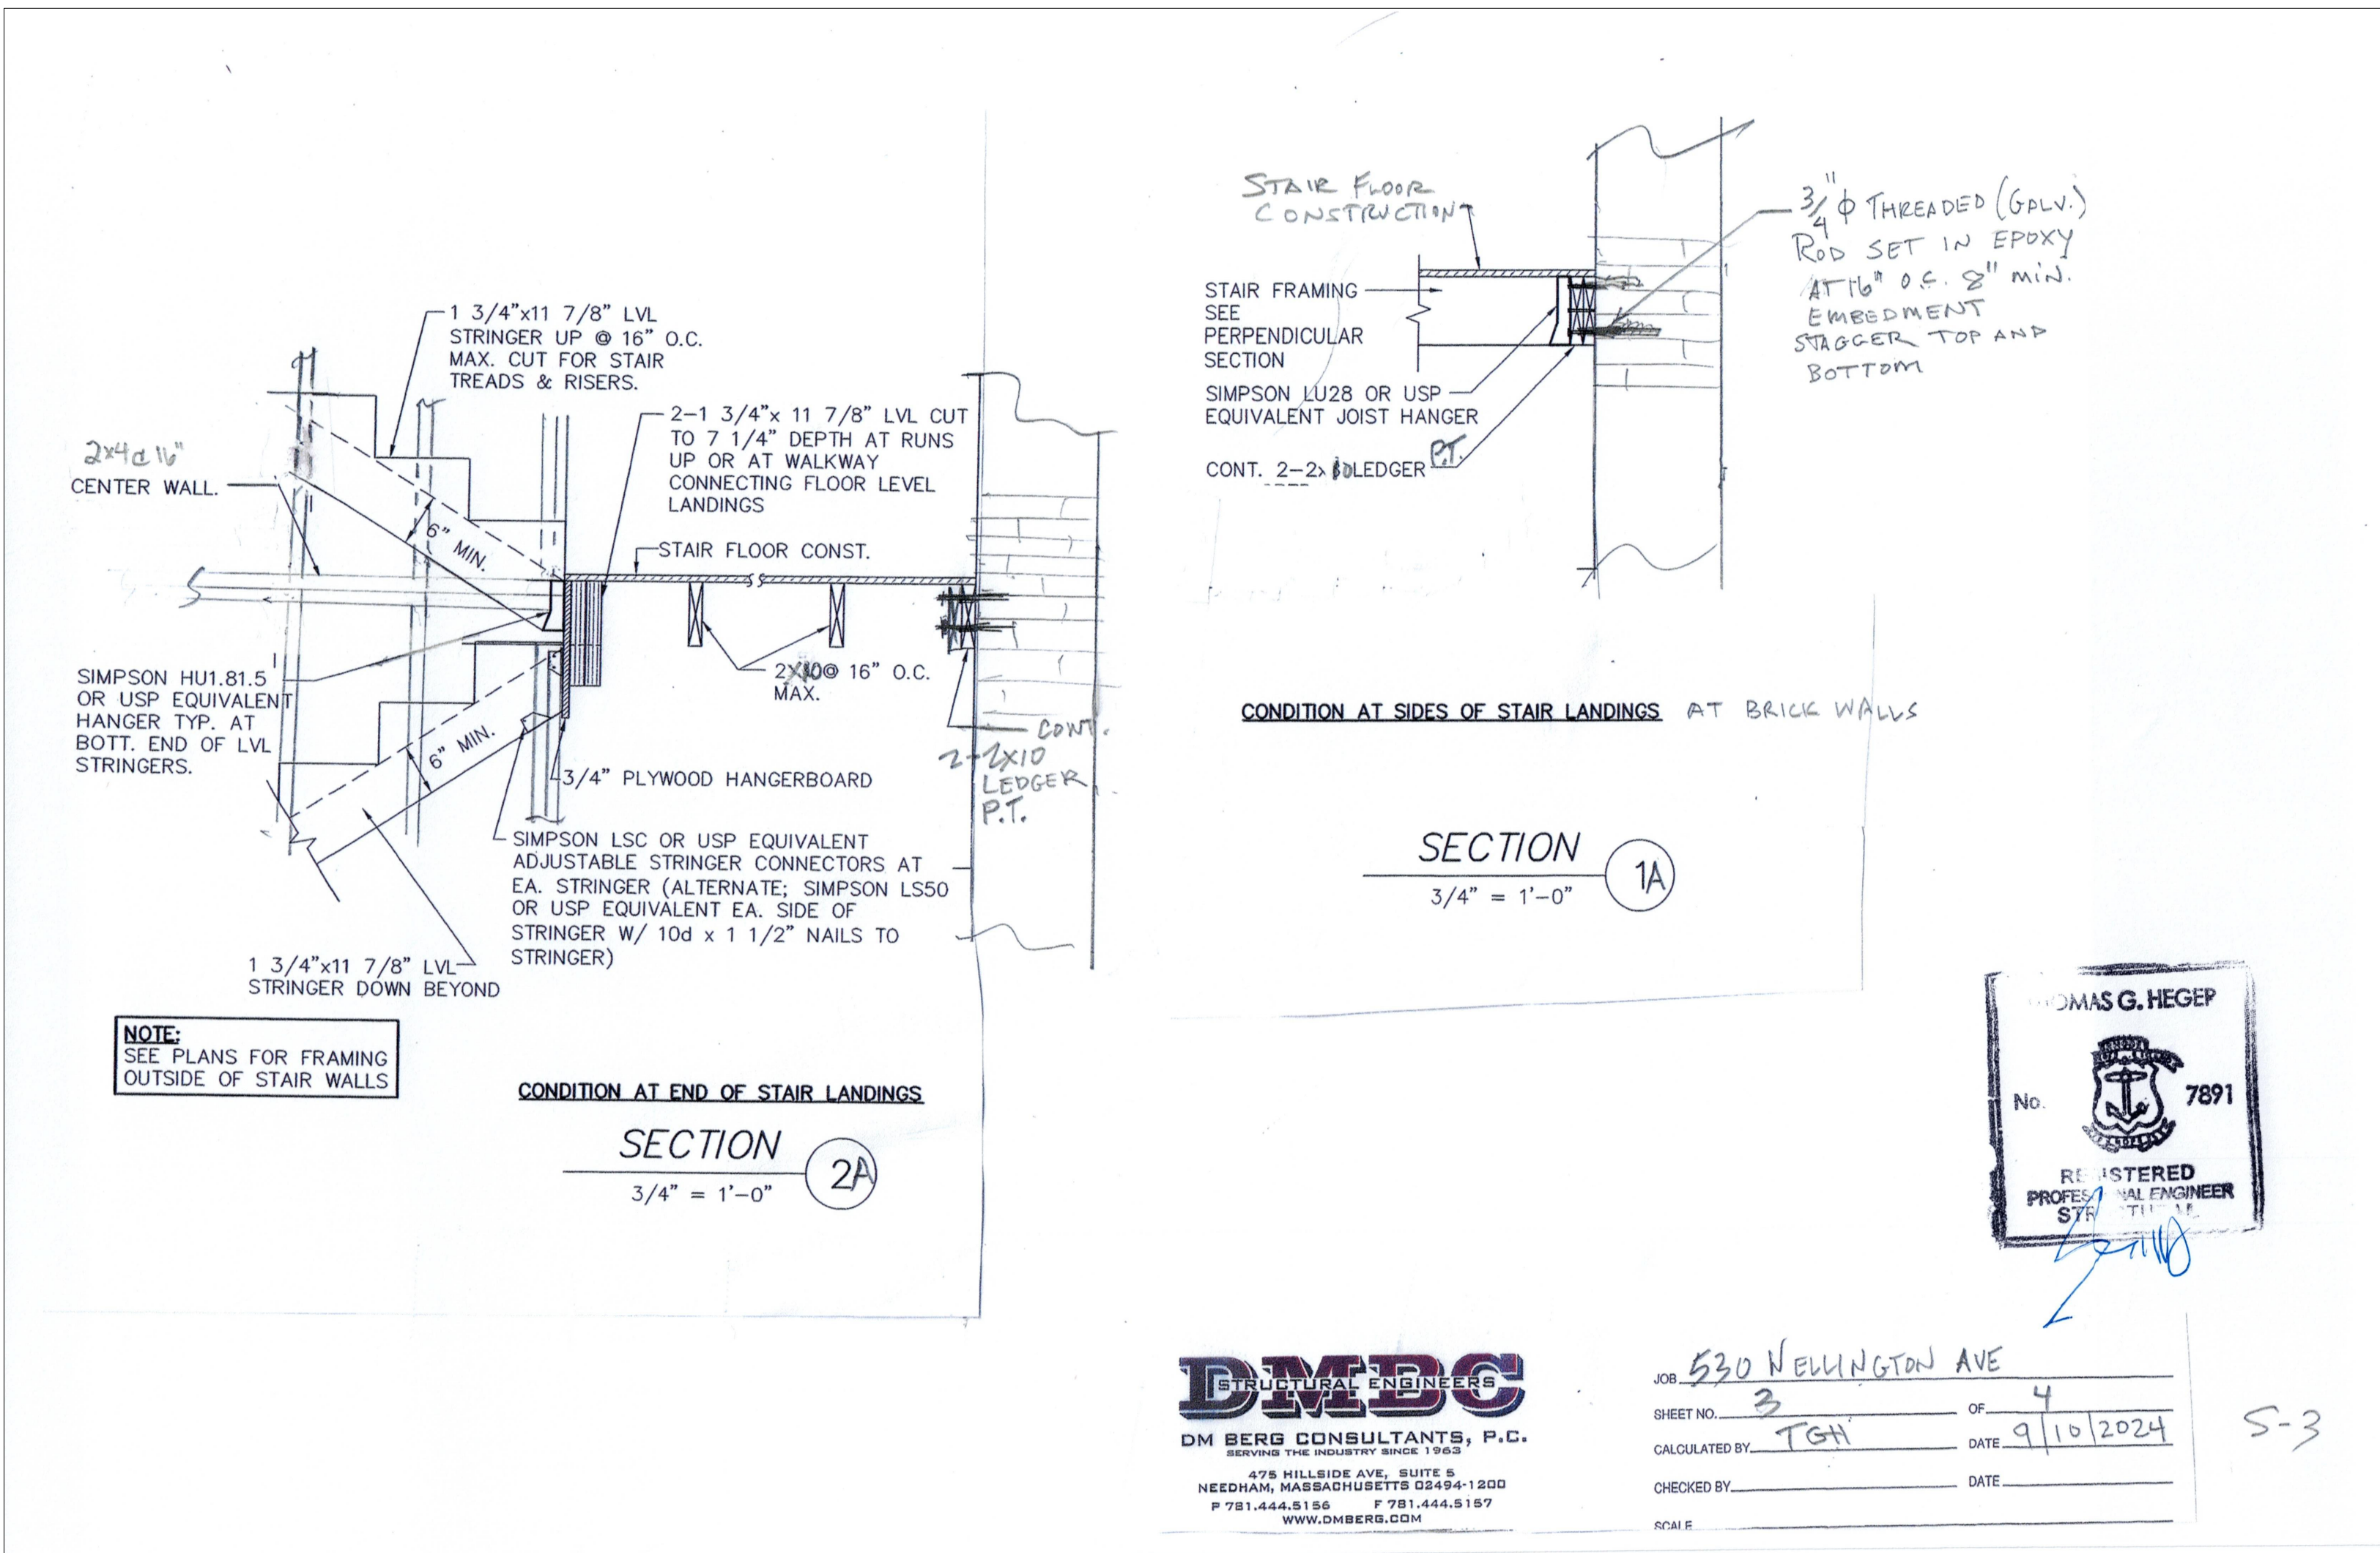 1 3/4"x11 7/8" LVL
STRINGER UP @ 16" O.C.
MAX. CUT FOR STAIR
TREADS & RISERS.
2-1 3/4"x 11 7/8" LVL CUT
TO 7 1/4" DEPTH AT RUNS
UP OR AT WALKWAY
CONNECTING FLOOR LEVEL
LANDINGS
2x4@16"
CENTER WALL.
6" MIN.
STAIR FLOOR CONST.
SIMPSON HU1.81.5
OR USP EQUIVALENT
HANGER TYP. AT
BOTT. END OF LVL
STRINGERS.
2X10@ 16" O.C.
MAX.
6" MIN.
3/4" PLYWOOD HANGERBOARD
CONT.
2-2X10
LEDGER
P.T.
SIMPSON LSC OR USP EQUIVALENT
ADJUSTABLE STRINGER CONNECTORS AT
EA. STRINGER (ALTERNATE; SIMPSON LS50
OR USP EQUIVALENT EA. SIDE OF
STRINGER W/ 10d x 1 1/2" NAILS TO
STRINGER)
1 3/4"x11 7/8" LVL
STRINGER DOWN BEYOND
NOTE:
SEE PLANS FOR FRAMING
OUTSIDE OF STAIR WALLS
CONDITION AT END OF STAIR LANDINGS
SECTION 2A
3/4" = 1'-0"
STAIR FLOOR
CONSTRUCTION
STAIR FRAMING
SEE
PERPENDICULAR
SECTION
SIMPSON LU28 OR USP
EQUIVALENT JOIST HANGER
CONT. 2-2x10 LEDGER P.T.
3/4" ϕ THREADED (GALV.)
ROD SET IN EPOXY
AT 16" O.C. 8" MIN.
EMBEDMENT
STAGGER TOP AND
BOTTOM
CONDITION AT SIDES OF STAIR LANDINGS AT BRICK WALLS
SECTION 1A
3/4" = 1'-0"
G. HEGER
No. 7891
PROFESSIONAL ENGINEER
DMBC
STRUCTURAL ENGINEERS
DM BERG CONSULTANTS, P.C.
SERVING THE INDUSTRY SINCE 1963
475 HILLSIDE AVE, SUITE 5
NEEDHAM, MASSACHUSETTS 02494-1200
P 781.444.5156 F 781.444.5157
WWW.DMBERG.COM
JOB 530 WELLINGTON AVE
SHEET NO. 3 OF 4
CALCULATED BY TGH DATE 9/10/2024
CHECKED BY DATE
SCALE
S-3